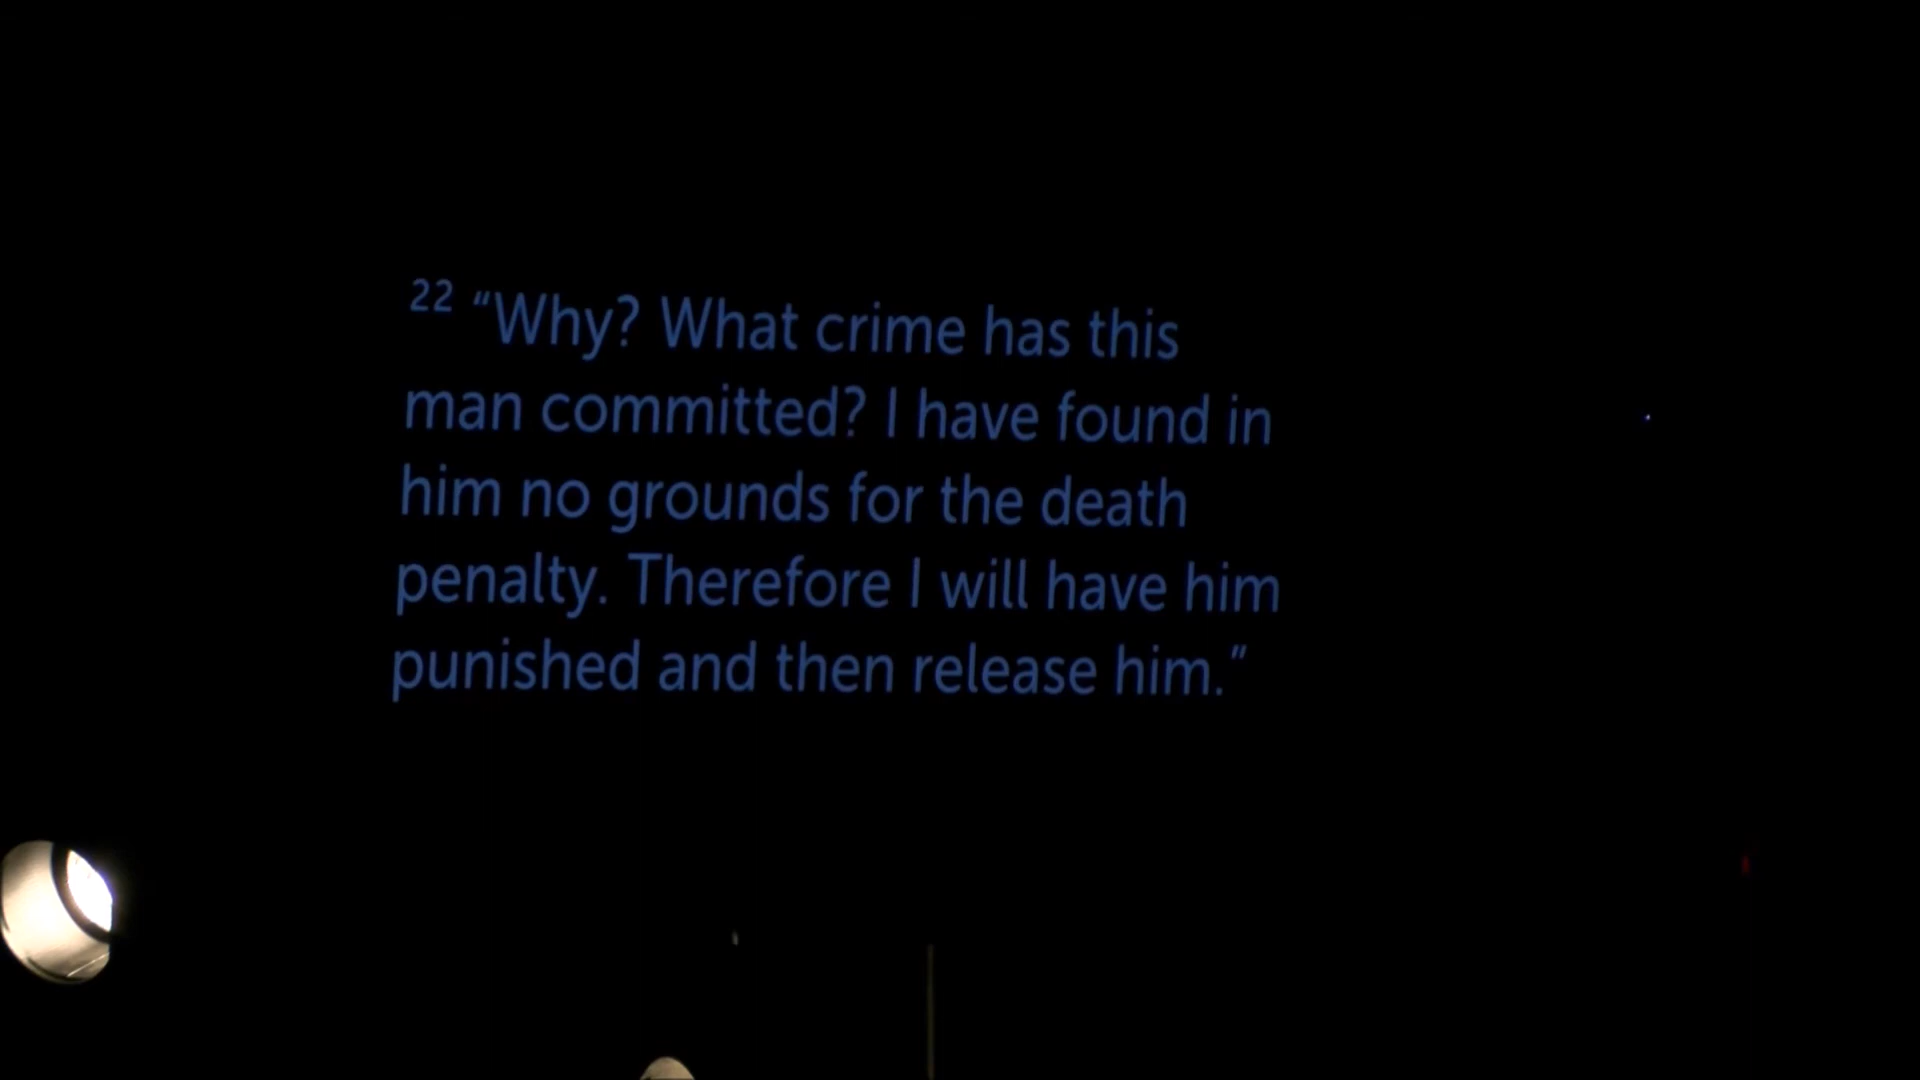 22 “Why? What crime has this
man committed? I have found in
him no grounds for the death
penalty. Therefore I will have him
punished and then release him.”